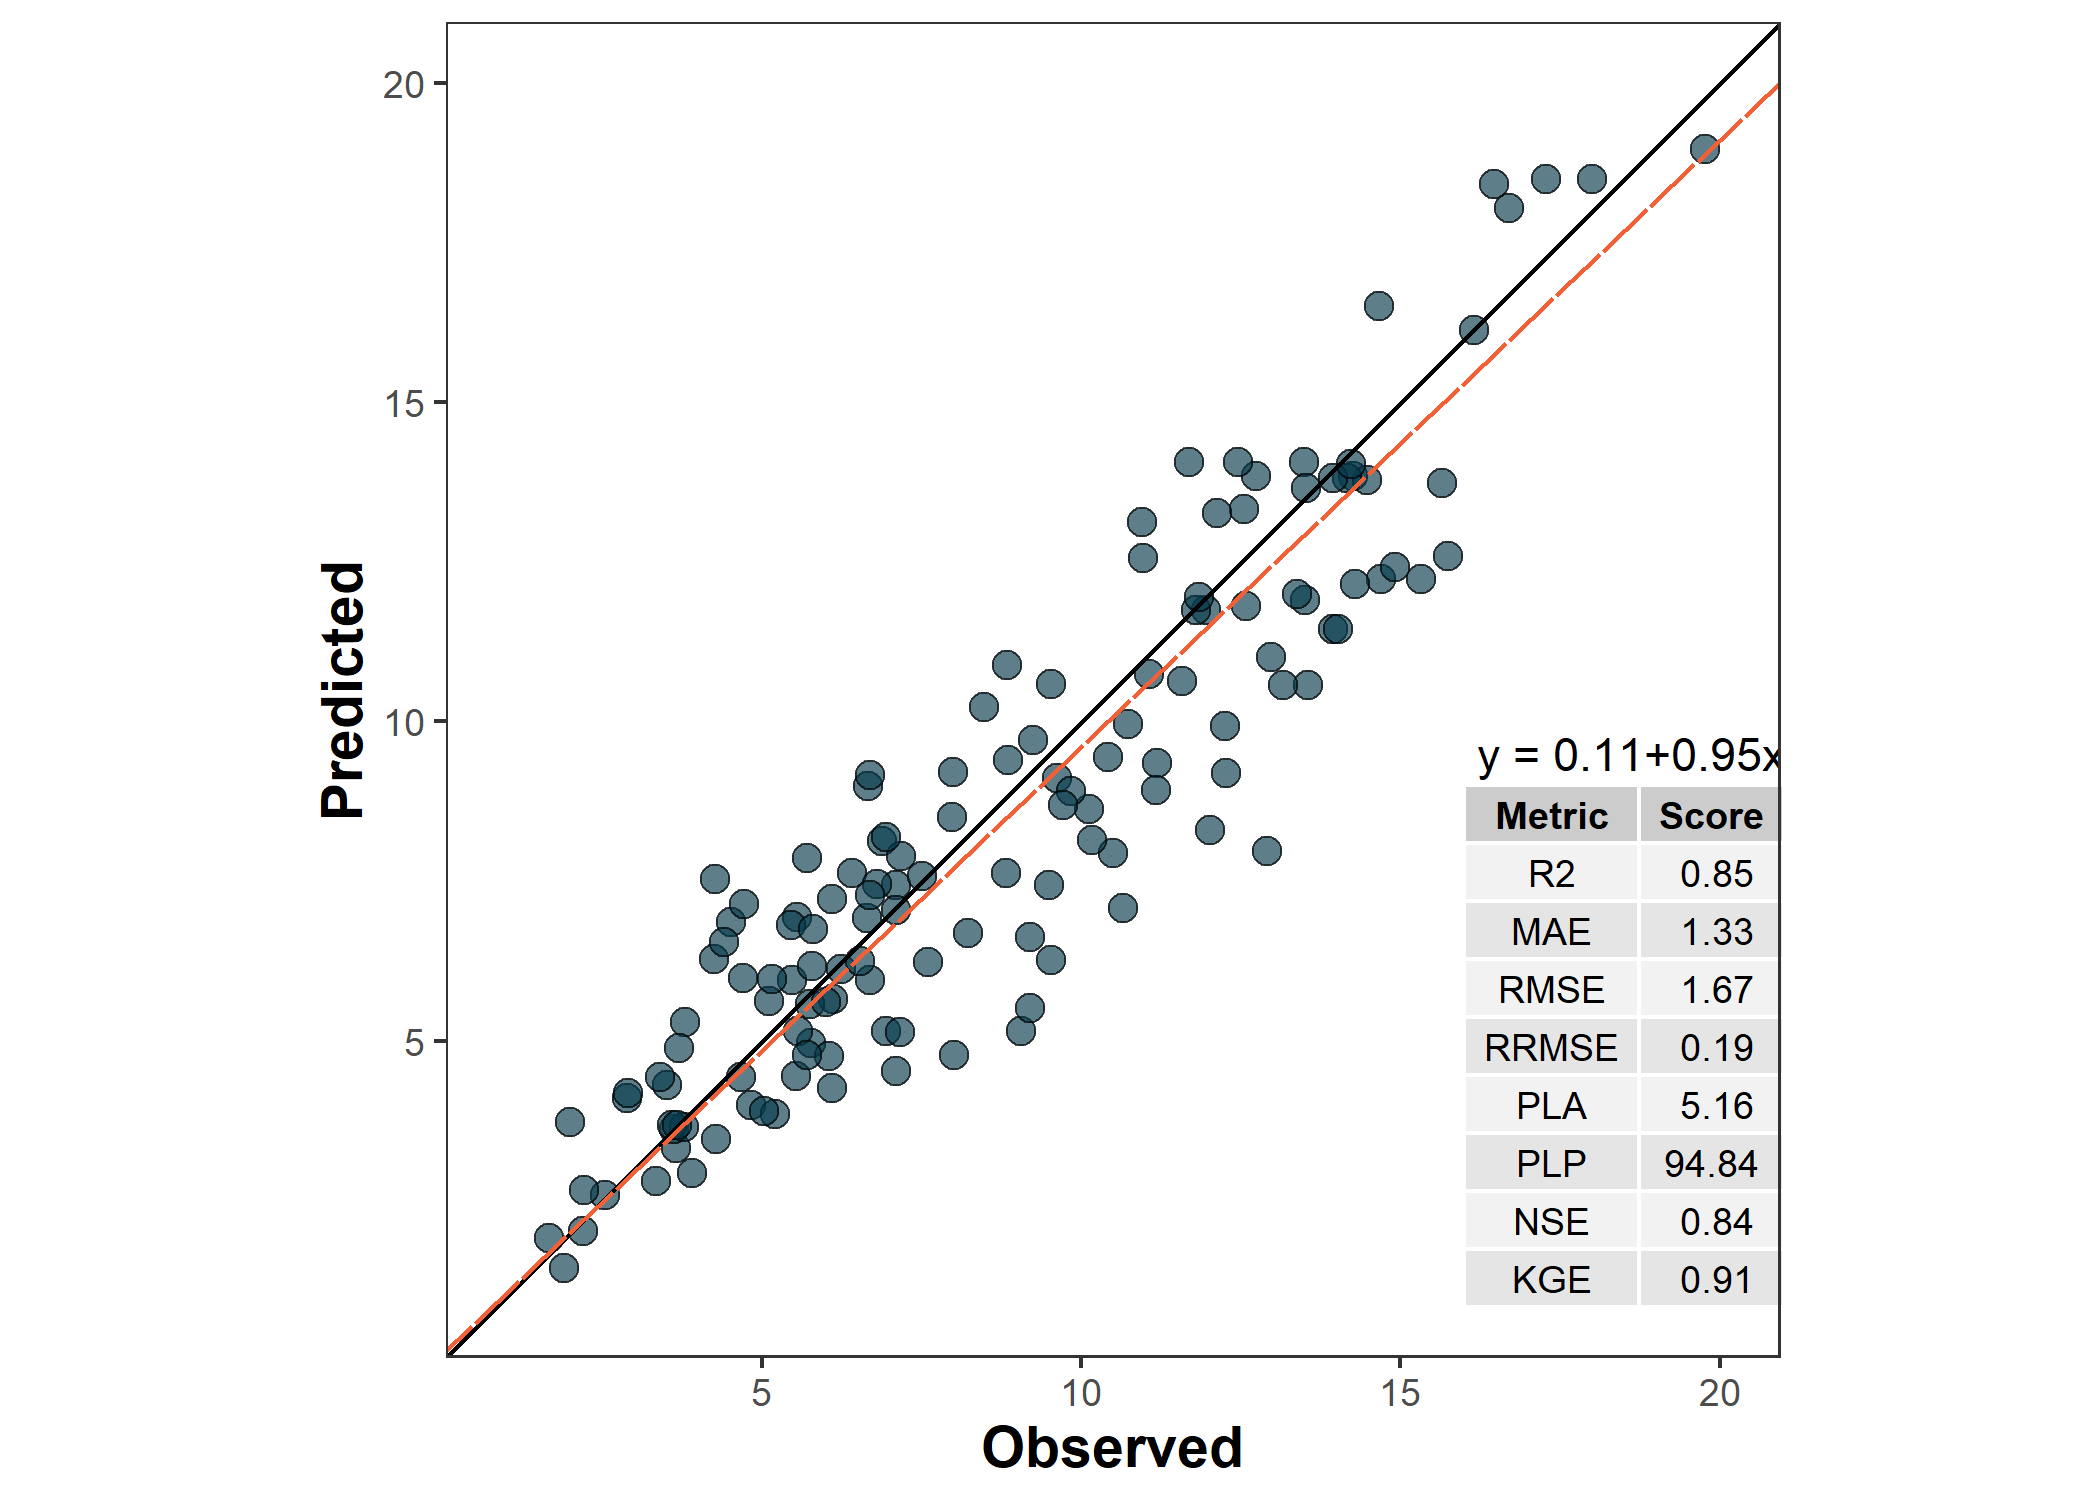 20
15
10
5
Predicted
y = 0.11+0.95x
Metric Score
R2 0.85
MAE 1.33
RMSE 1.67
RRMSE 0.19
PLA 5.16
PLP 94.84
NSE 0.84
KGE 0.91
5 10 15 20
Observed